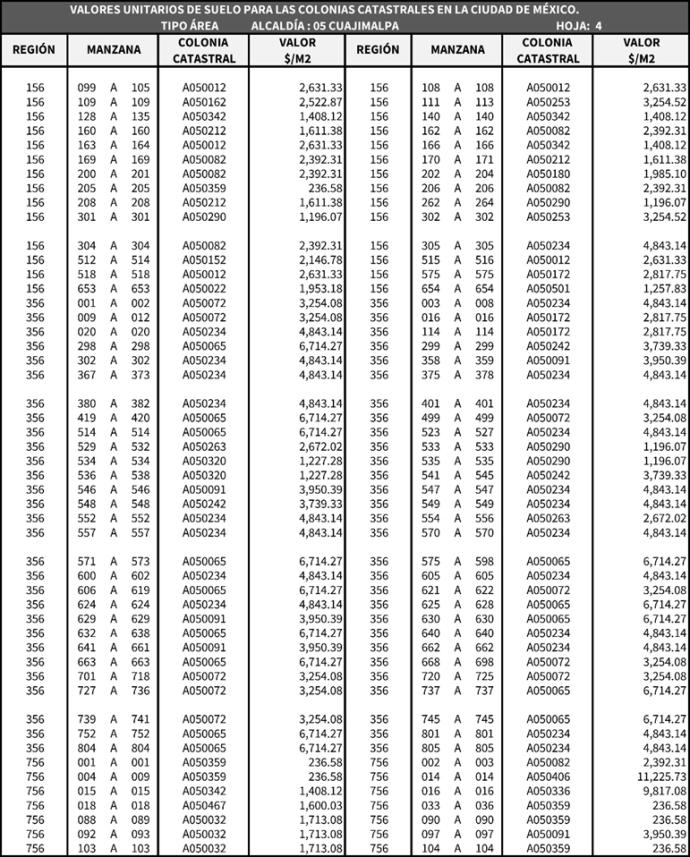 VALORES UNITARIOS DE SUELO PARA LAS COLONIAS CATASTRALES EN LA CIUDAD DE MÉXICO.
TIPO ÁREA ALCALDÍA : 05 CUAJIMALPA HOJA: 4
REGIÓN MANZANA COLONIA CATASTRAL VALOR $/M2 REGIÓN MANZANA COLONIA CATASTRAL VALOR $/M2
156 099 A 105 A050012 2,631.33 156 108 A 108 A050012 2,631.33
156 109 A 109 A050162 2,522.87 156 111 A 113 A050253 3,254.52
156 128 A 135 A050342 1,408.12 156 140 A 140 A050342 1,408.12
156 160 A 160 A050212 1,611.38 156 162 A 162 A050082 2,392.31
156 163 A 164 A050012 2,631.33 156 166 A 166 A050342 1,408.12
156 169 A 169 A050082 2,392.31 156 170 A 171 A050212 1,611.38
156 200 A 201 A050082 2,392.31 156 202 A 204 A050180 1,985.10
156 205 A 205 A050359 236.58 156 206 A 206 A050082 2,392.31
156 208 A 208 A050212 1,611.38 156 262 A 264 A050290 1,196.07
156 301 A 301 A050290 1,196.07 156 302 A 302 A050253 3,254.52
156 304 A 304 A050082 2,392.31 156 305 A 305 A050234 4,843.14
156 512 A 514 A050152 2,146.78 156 515 A 516 A050012 2,631.33
156 518 A 518 A050012 2,631.33 156 575 A 575 A050172 2,817.75
156 653 A 653 A050022 1,953.18 156 654 A 654 A050501 1,257.83
356 001 A 002 A050072 3,254.08 356 003 A 008 A050234 4,843.14
356 009 A 012 A050072 3,254.08 356 016 A 016 A050172 2,817.75
356 020 A 020 A050234 4,843.14 356 114 A 114 A050172 2,817.75
356 298 A 298 A050065 6,714.27 356 299 A 299 A050242 3,739.33
356 302 A 302 A050234 4,843.14 356 358 A 359 A050091 3,950.39
356 367 A 373 A050234 4,843.14 356 375 A 378 A050234 4,843.14
356 380 A 382 A050234 4,843.14 356 401 A 401 A050234 4,843.14
356 419 A 420 A050065 6,714.27 356 499 A 499 A050072 3,254.08
356 514 A 514 A050065 6,714.27 356 523 A 527 A050234 4,843.14
356 529 A 532 A050263 2,672.02 356 533 A 533 A050290 1,196.07
356 534 A 534 A050320 1,227.28 356 535 A 535 A050290 1,196.07
356 536 A 538 A050320 1,227.28 356 541 A 545 A050242 3,739.33
356 546 A 546 A050091 3,950.39 356 547 A 547 A050234 4,843.14
356 548 A 548 A050242 3,739.33 356 549 A 549 A050234 4,843.14
356 552 A 552 A050234 4,843.14 356 554 A 556 A050263 2,672.02
356 557 A 557 A050234 4,843.14 356 570 A 570 A050234 4,843.14
356 571 A 573 A050065 6,714.27 356 575 A 598 A050065 6,714.27
356 600 A 602 A050234 4,843.14 356 605 A 605 A050234 4,843.14
356 606 A 619 A050065 6,714.27 356 621 A 622 A050072 3,254.08
356 624 A 624 A050234 4,843.14 356 625 A 628 A050065 6,714.27
356 629 A 629 A050091 3,950.39 356 630 A 630 A050065 6,714.27
356 632 A 638 A050065 6,714.27 356 640 A 640 A050234 4,843.14
356 641 A 661 A050091 3,950.39 356 662 A 662 A050234 4,843.14
356 663 A 663 A050065 6,714.27 356 668 A 698 A050072 3,254.08
356 701 A 718 A050072 3,254.08 356 720 A 725 A050072 3,254.08
356 727 A 736 A050072 3,254.08 356 737 A 737 A050065 6,714.27
356 739 A 741 A050072 3,254.08 356 745 A 745 A050065 6,714.27
356 752 A 752 A050065 6,714.27 356 801 A 801 A050234 4,843.14
356 804 A 804 A050065 6,714.27 356 805 A 805 A050234 4,843.14
756 001 A 001 A050359 236.58 756 002 A 003 A050082 2,392.31
756 004 A 009 A050359 236.58 756 014 A 014 A050406 11,225.73
756 015 A 015 A050342 1,408.12 756 016 A 016 A050336 9,817.08
756 018 A 018 A050467 1,600.03 756 033 A 036 A050359 236.58
756 088 A 089 A050032 1,713.08 756 090 A 090 A050359 236.58
756 092 A 093 A050032 1,713.08 756 097 A 097 A050091 3,950.39
756 103 A 103 A050032 1,713.08 756 104 A 104 A050359 236.58